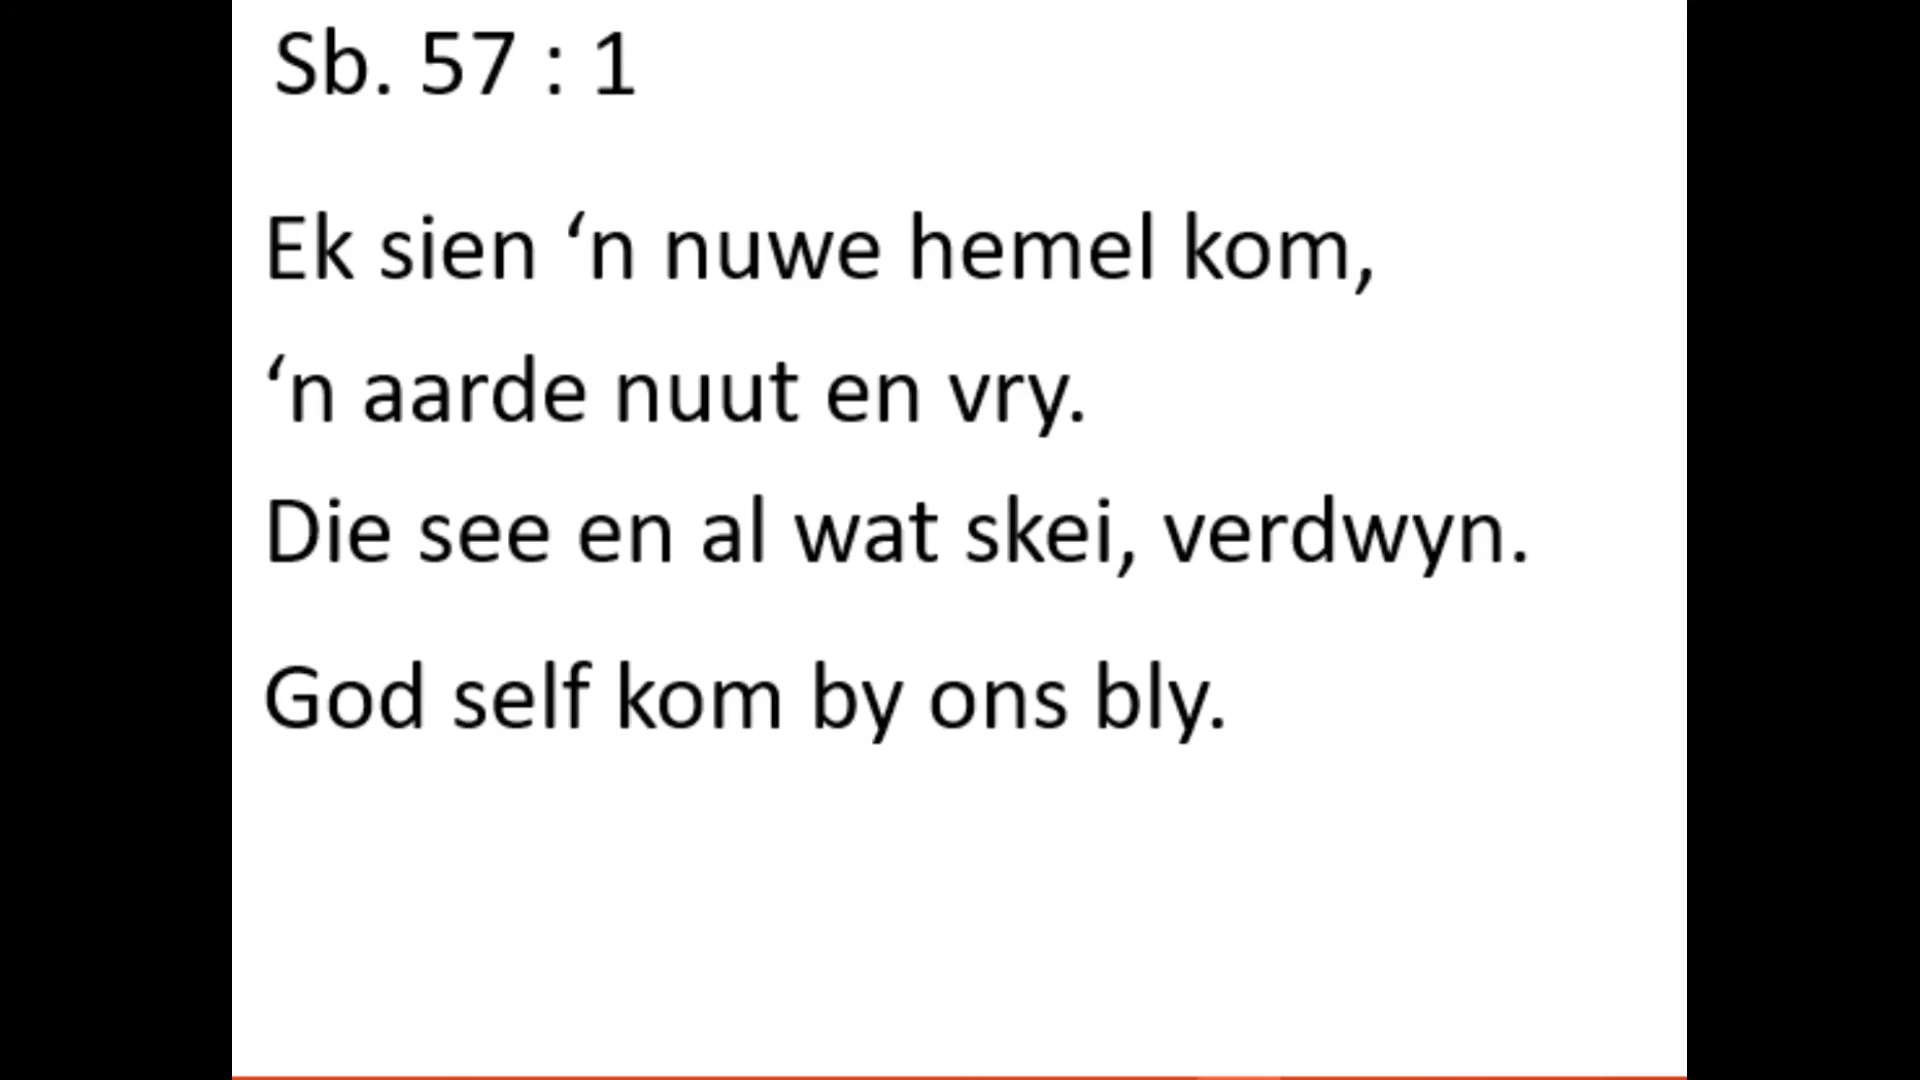 Sb. 57 : 1
Ek sien ‘n nuwe hemel kom,
‘n aarde nuut en vry.
Die see en al wat skei, verdwyn.
God self kom by ons bly.